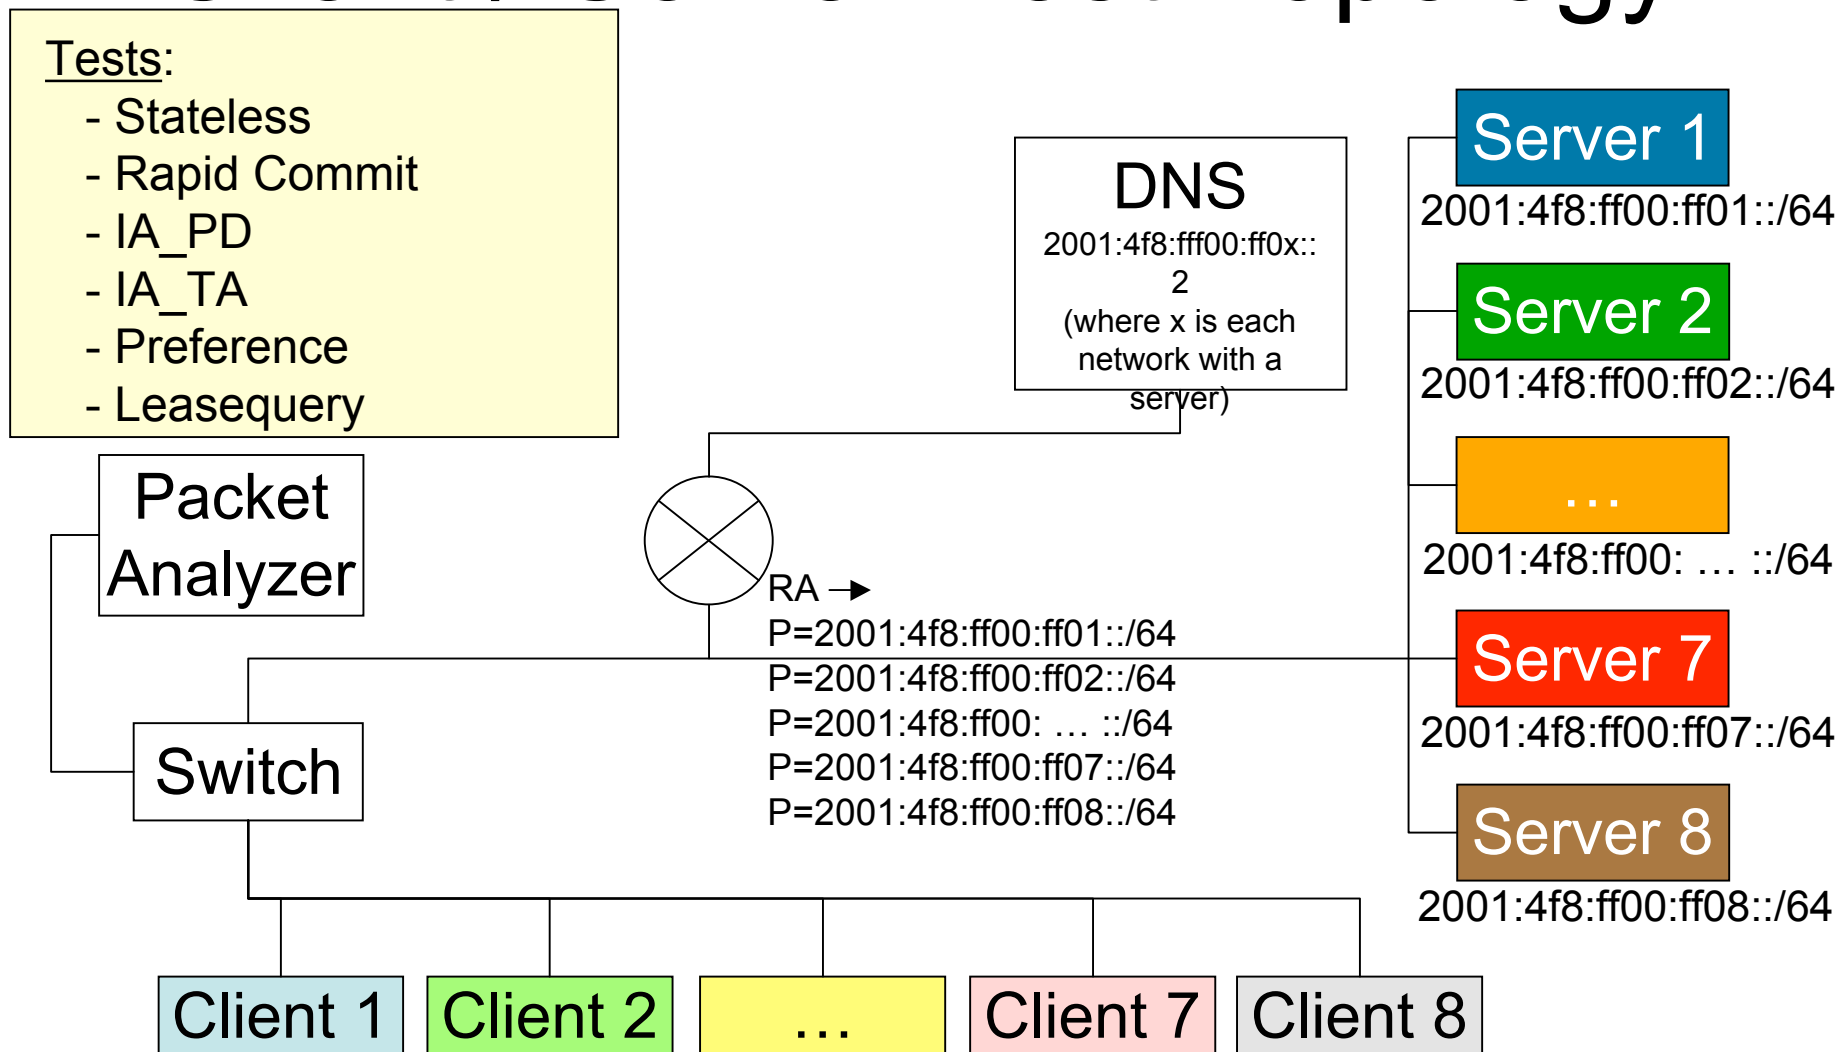 Tests:
- Stateless
- Rapid Commit
- IA_PD
- IA_TA
- Preference
- Leasequery
DNS
2001:4f8:fff00:ff0x::
2
(where x is each
network with a
server)
Server 1
2001:4f8:ff00:ff01::/64
Server 2
2001:4f8:ff00:ff02::/64
…
2001:4f8:ff00: … ::/64
Server 7
2001:4f8:ff00:ff07::/64
Server 8
2001:4f8:ff00:ff08::/64
Packet
Analyzer
RA →
P=2001:4f8:ff00:ff01::/64
P=2001:4f8:ff00:ff02::/64
P=2001:4f8:ff00: … ::/64
P=2001:4f8:ff00:ff07::/64
P=2001:4f8:ff00:ff08::/64
Switch
Client 1
Client 2
…
Client 7
Client 8